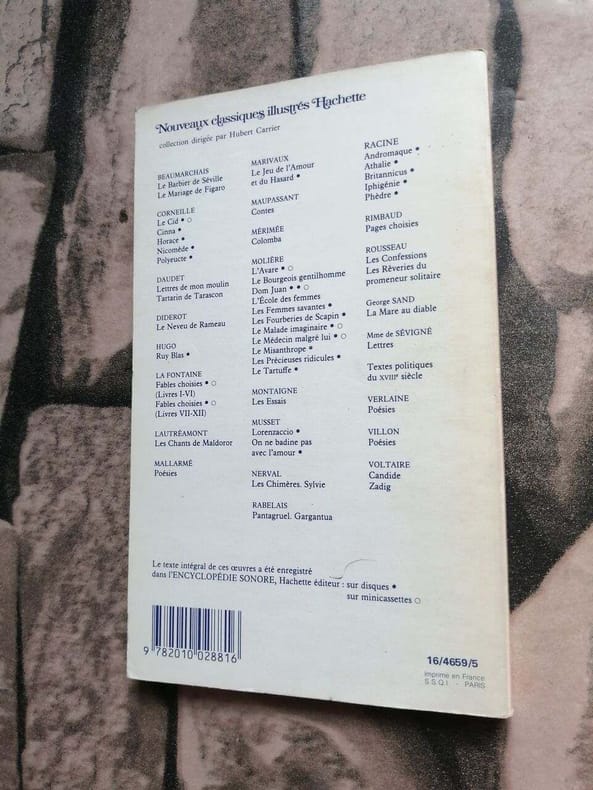 Nouveaux classiques illustrés Hachette
collection dirigée par Hubert Carrier
BEAUMARCHAIS
Le Barbier de Séville
Le Mariage de Figaro
CORNEILLE
Le Cid • ○
Cinna •
Horace •
Nicomède •
Polyeucte •
DAUDET
Lettres de mon moulin
Tartarin de Tarascon
DIDEROT
Le Neveu de Rameau
HUGO
Ruy Blas •
LA FONTAINE
Fables choisies • ○
(Livres I-VI)
Fables choisies • ○
(Livres VII-XII)
LAUTRÉAMONT
Les Chants de Maldoror
MALLARMÉ
Poésies
MARIVAUX
Le Jeu de l'Amour
et du Hasard •
MAUPASSANT
Contes
MÉRIMÉE
Colomba
MOLIÈRE
L'Avare • ○
Le Bourgeois gentilhomme
Dom Juan • •
L'École des femmes
Les Femmes savantes •
Les Fourberies de Scapin •
Le Malade imaginaire • ○
Le Médecin malgré lui • ○
Le Misanthrope •
Les Précieuses ridicules •
Le Tartuffe •
MONTAIGNE
Les Essais
MUSSET
Lorenzaccio •
On ne badine pas
avec l'amour •
NERVAL
Les Chimères. Sylvie
RABELAIS
Pantagruel. Gargantua
RACINE
Andromaque •
Athalie •
Britannicus •
Iphigénie •
Phèdre •
RIMBAUD
Pages choisies
ROUSSEAU
Les Confessions
Les Rêveries du
promeneur solitaire
George SAND
La Mare au diable
Mme de SÉVIGNÉ
Lettres
Textes politiques
du XVIIIe siècle
VERLAINE
Poésies
VILLON
Poésies
VOLTAIRE
Candide
Zadig
Le texte intégral de ces œuvres a été enregistré
dans l'ENCYCLOPÉDIE SONORE, Hachette éditeur : sur disques •
sur minicassettes ○
9 782010 028816
16/4659/5
Imprimé en France
S.S.Q.I. - PARIS